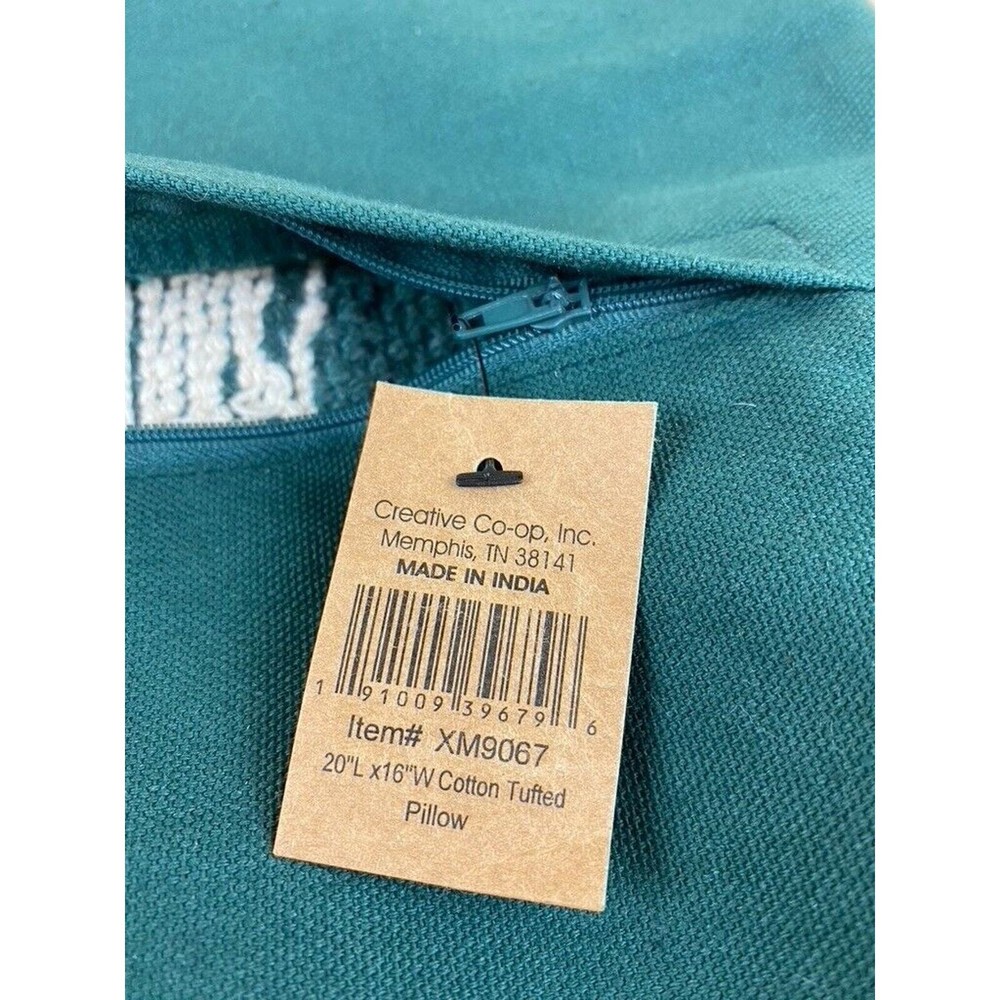 Creative Co-op, Inc.
Memphis, TN 38141
MADE IN INDIA
1 91009 39679 6
Item# XM9067
20"L x16"W Cotton Tufted
Pillow